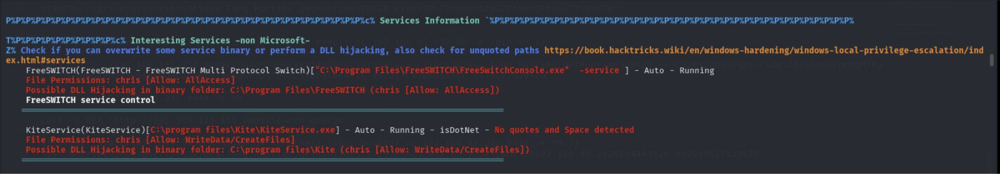 P%P%P%P%P%P%P%P%P%P%P%P%P%P%P%P%P%P%P%P%P%P%P%P%P%P%P%P%P%P%P%P%P%P%P%P%c% Services Information `%P%P%P%P%P%P%P%P%P%P%P%P%P%P%P%P%P%P%P%P%P%P%P%P%P%P%P%P%P%P%P%P%P%P%P%P%
T%P%P%P%P%P%P%P%P%P%P%c% Interesting Services -non Microsoft-
Z% Check if you can overwrite some service binary or perform a DLL hijacking, also check for unquoted paths https://book.hacktricks.wiki/en/windows-hardening/windows-local-privilege-escalation/ind
ex.html#services
FreeSWITCH(FreeSWITCH - FreeSWITCH Multi Protocol Switch)["C:\Program Files\FreeSWITCH\FreeSwitchConsole.exe"  -service ] - Auto - Running
File Permissions: chris [Allow: AllAccess]
Possible DLL Hijacking in binary folder: C:\Program Files\FreeSWITCH (chris [Allow: AllAccess])
FreeSWITCH service control
KiteService(KiteService)[C:\program files\Kite\KiteService.exe] - Auto - Running - isDotNet - No quotes and Space detected
File Permissions: chris [Allow: WriteData/CreateFiles]
Possible DLL Hijacking in binary folder: C:\program files\Kite (chris [Allow: WriteData/CreateFiles])